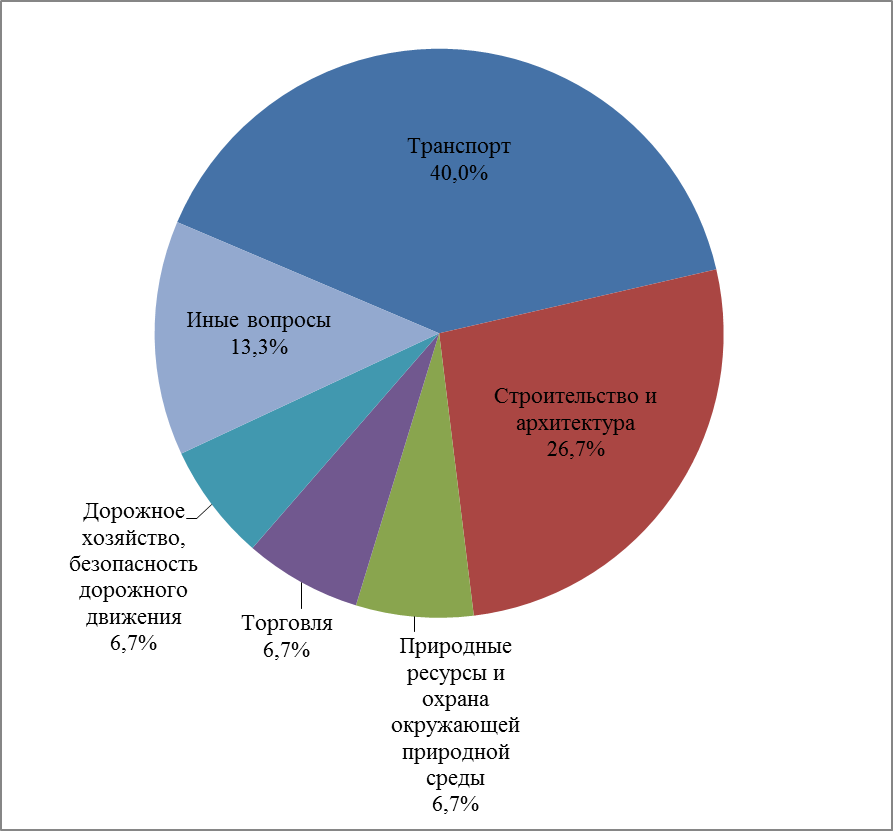 Транспорт
40,0%
Иные вопросы
13,3%
Строительство и
архитектура
26,7%
Дорожное
хозяйство,
безопасность
дорожного
движения
6,7%
Торговля
6,7%
Природные
ресурсы и
охрана
окружающей
природной
среды
6,7%